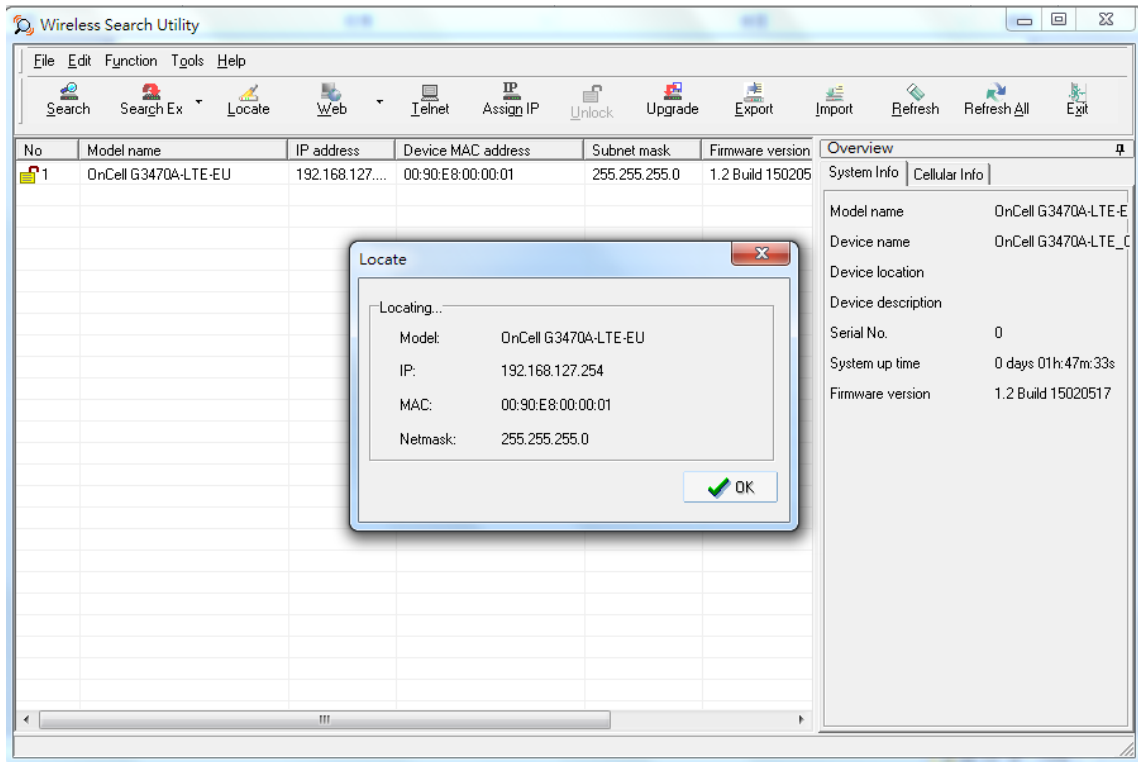 Wireless Search Utility
File Edit Function Tools Help
Search Search Ex Locate Web Telnet Assign IP Unlock Upgrade Export Import Refresh Refresh All Exit
No Model name IP address Device MAC address Subnet mask Firmware version
1 OnCell G3470A-LTE-EU 192.168.127.... 00:90:E8:00:00:01 255.255.255.0 1.2 Build 150205
Overview
System Info Cellular Info
Model name OnCell G3470A-LTE-E
Device name OnCell G3470A-LTE_
Device location
Device description
Serial No. 0
System up time 0 days 01h:47m:33s
Firmware version 1.2 Build 15020517
Locate
Locating...
Model: OnCell G3470A-LTE-EU
IP: 192.168.127.254
MAC: 00:90:E8:00:00:01
Netmask: 255.255.255.0
OK